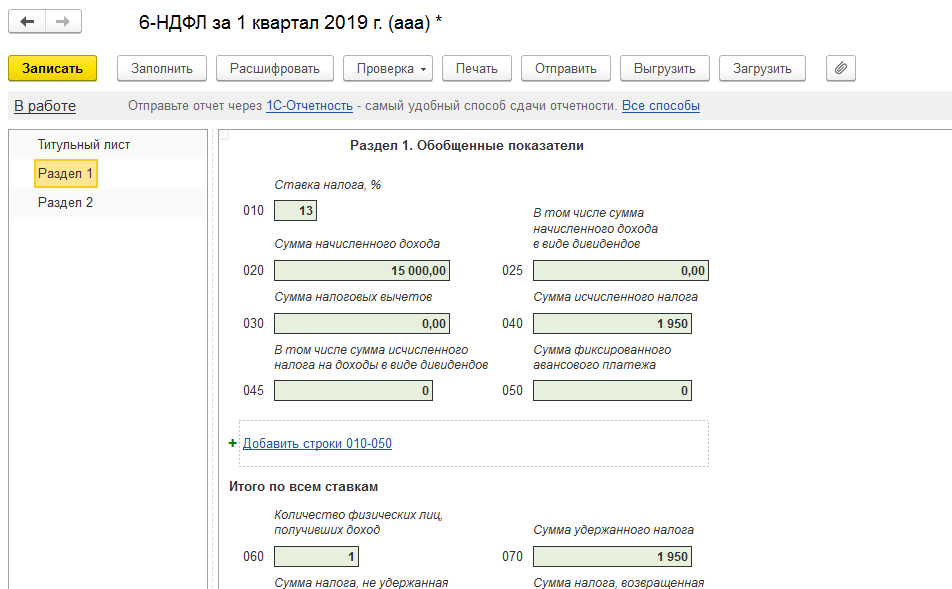 6-НДФЛ за 1 квартал 2019 г. (ааа) *
Записать Заполнить Расшифровать Проверка Печать Отправить Выгрузить Загрузить
В работе Отправьте отчет через 1С-Отчетность - самый удобный способ сдачи отчетности. Все способы
Титульный лист
Раздел 1
Раздел 2
Раздел 1. Обобщенные показатели
Ставка налога, %
010 13
В том числе сумма
начисленного дохода
в виде дивидендов
Сумма начисленного дохода
020 15 000,00 025 0,00
Сумма налоговых вычетов Сумма исчисленного налога
030 0,00 040 1 950
В том числе сумма исчисленного Сумма фиксированного
налога на доходы в виде дивидендов авансового платежа
045 0 050 0
+ Добавить строки 010-050
Итого по всем ставкам
Количество физических лиц,
получивших доход Сумма удержанного налога
060 1 070 1 950
Сумма налога, не удержанная Сумма налога, возвращенная